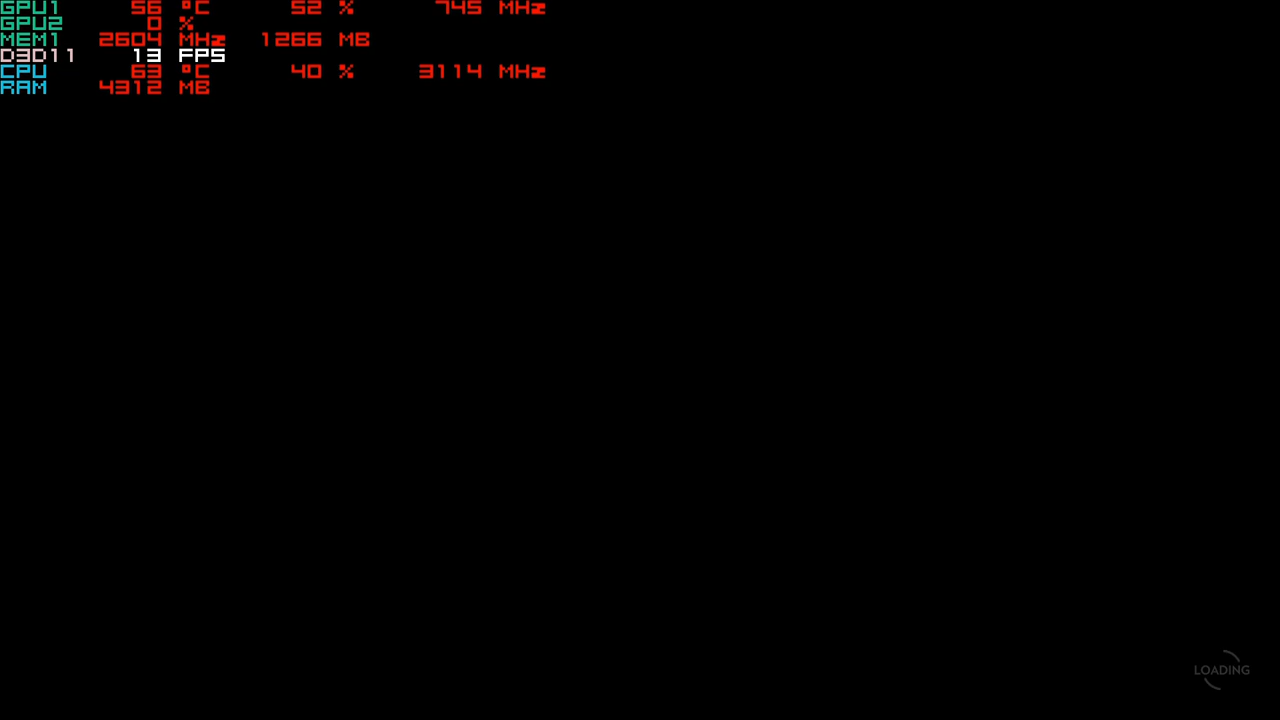 GPU1 56 °C 52 % 745 MHz
GPU2 0 %
MEM1 2604 MHz 1266 MB
D3D11 13 FPS
CPU 63 °C 40 % 3114 MHz
RAM 4312 MB
LOADING